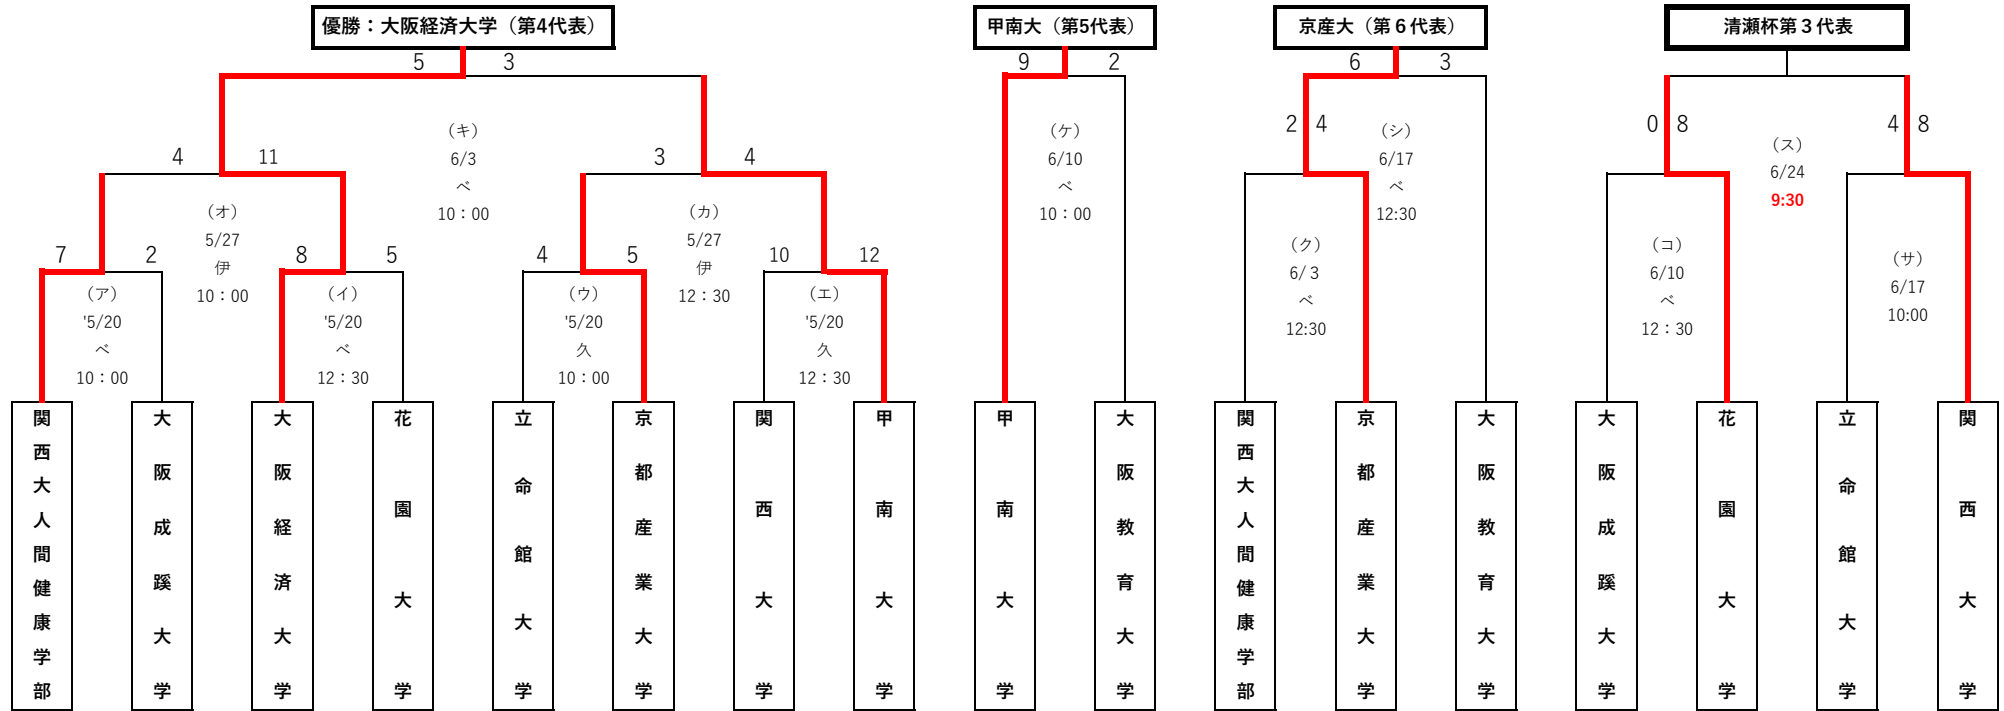 優勝：大阪経済大学（第4代表）
甲南大（第5代表）
京産大（第６代表）
清瀬杯第３代表
5 3
9 2
6 3
（キ）
6/3
べ
10：00
（ケ）
6/10
べ
10：00
2 4
（シ）
6/17
べ
12:30
0 8
（ス）
6/24
9:30
4 8
4 11
3 4
（オ）
5/27
伊
10：00
（カ）
5/27
伊
12：30
（ク）
6/３
べ
12:30
（コ）
6/10
べ
12：30
（サ）
6/17
10:00
7 2
8 5
4 5
10 12
（ア）
'5/20
べ
10：00
（イ）
'5/20
べ
12：30
（ウ）
'5/20
久
10：00
（エ）
'5/20
久
12：30
関西大人間健康学部
大阪成蹊大学
大阪経済大学
花園大学
立命館大学
京都産業大学
関西大学
甲南大学
甲南大学
大阪教育大学
関西大人間健康学部
京都産業大学
大阪教育大学
大阪成蹊大学
花園大学
立命館大学
関西大学